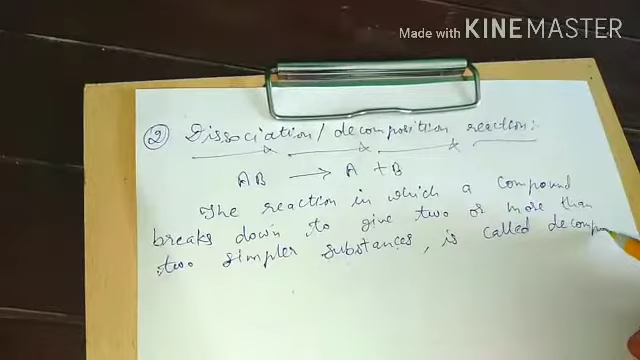 Made with KINEMASTER
② Dissociation/decomposition reaction:
AB → A + B
The reaction in which a compound
breaks down to give two or more than
two simpler substances, is called decompo